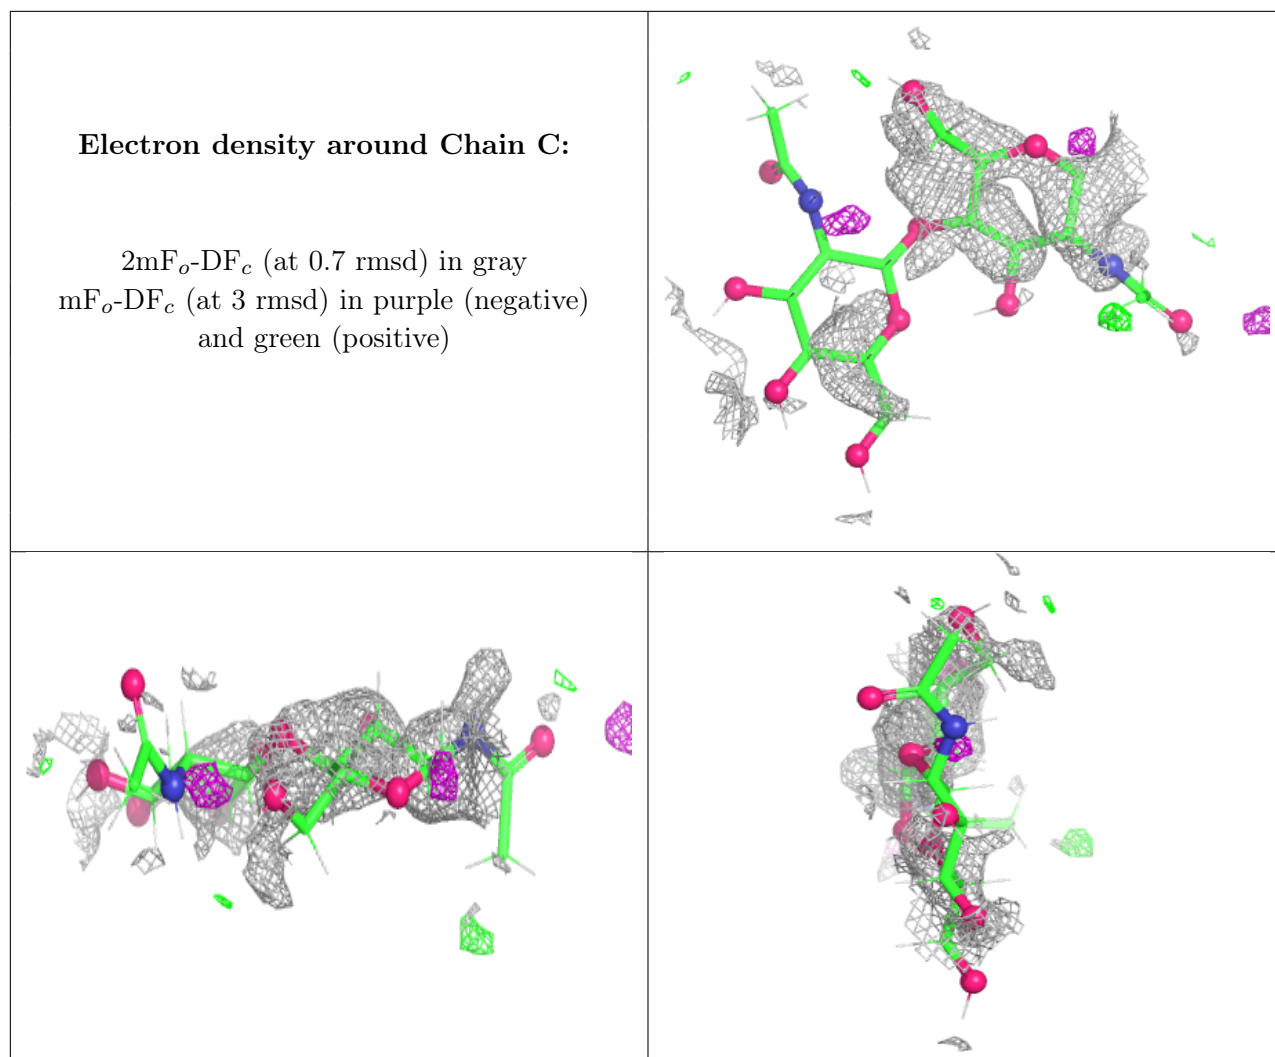 Electron density around Chain C:
2mFₒ-DF𝒸 (at 0.7 rmsd) in gray
mFₒ-DF𝒸 (at 3 rmsd) in purple (negative)
and green (positive)